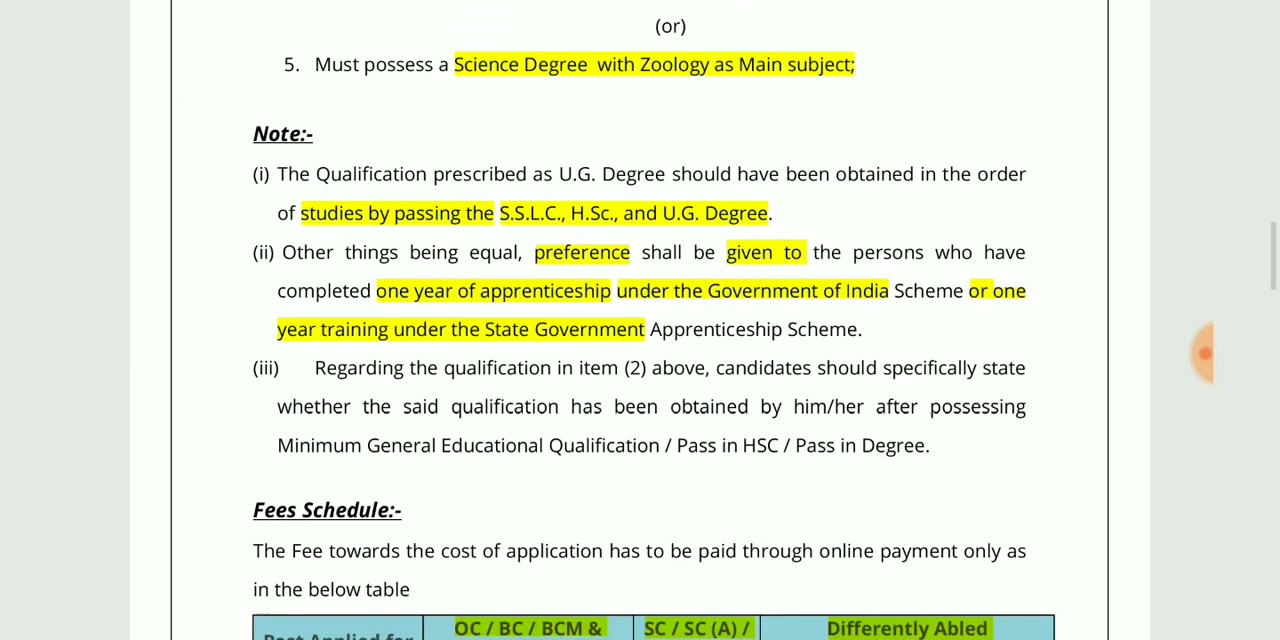 (or)
5. Must possess a Science Degree with Zoology as Main subject;
Note:-
(i) The Qualification prescribed as U.G. Degree should have been obtained in the order
of studies by passing the S.S.L.C., H.Sc., and U.G. Degree.
(ii) Other things being equal, preference shall be given to the persons who have
completed one year of apprenticeship under the Government of India Scheme or one
year training under the State Government Apprenticeship Scheme.
(iii) Regarding the qualification in item (2) above, candidates should specifically state
whether the said qualification has been obtained by him/her after possessing
Minimum General Educational Qualification / Pass in HSC / Pass in Degree.
Fees Schedule:-
The Fee towards the cost of application has to be paid through online payment only as
in the below table
Post Applied for OC / BC / BCM & SC / SC (A) / Differently Abled